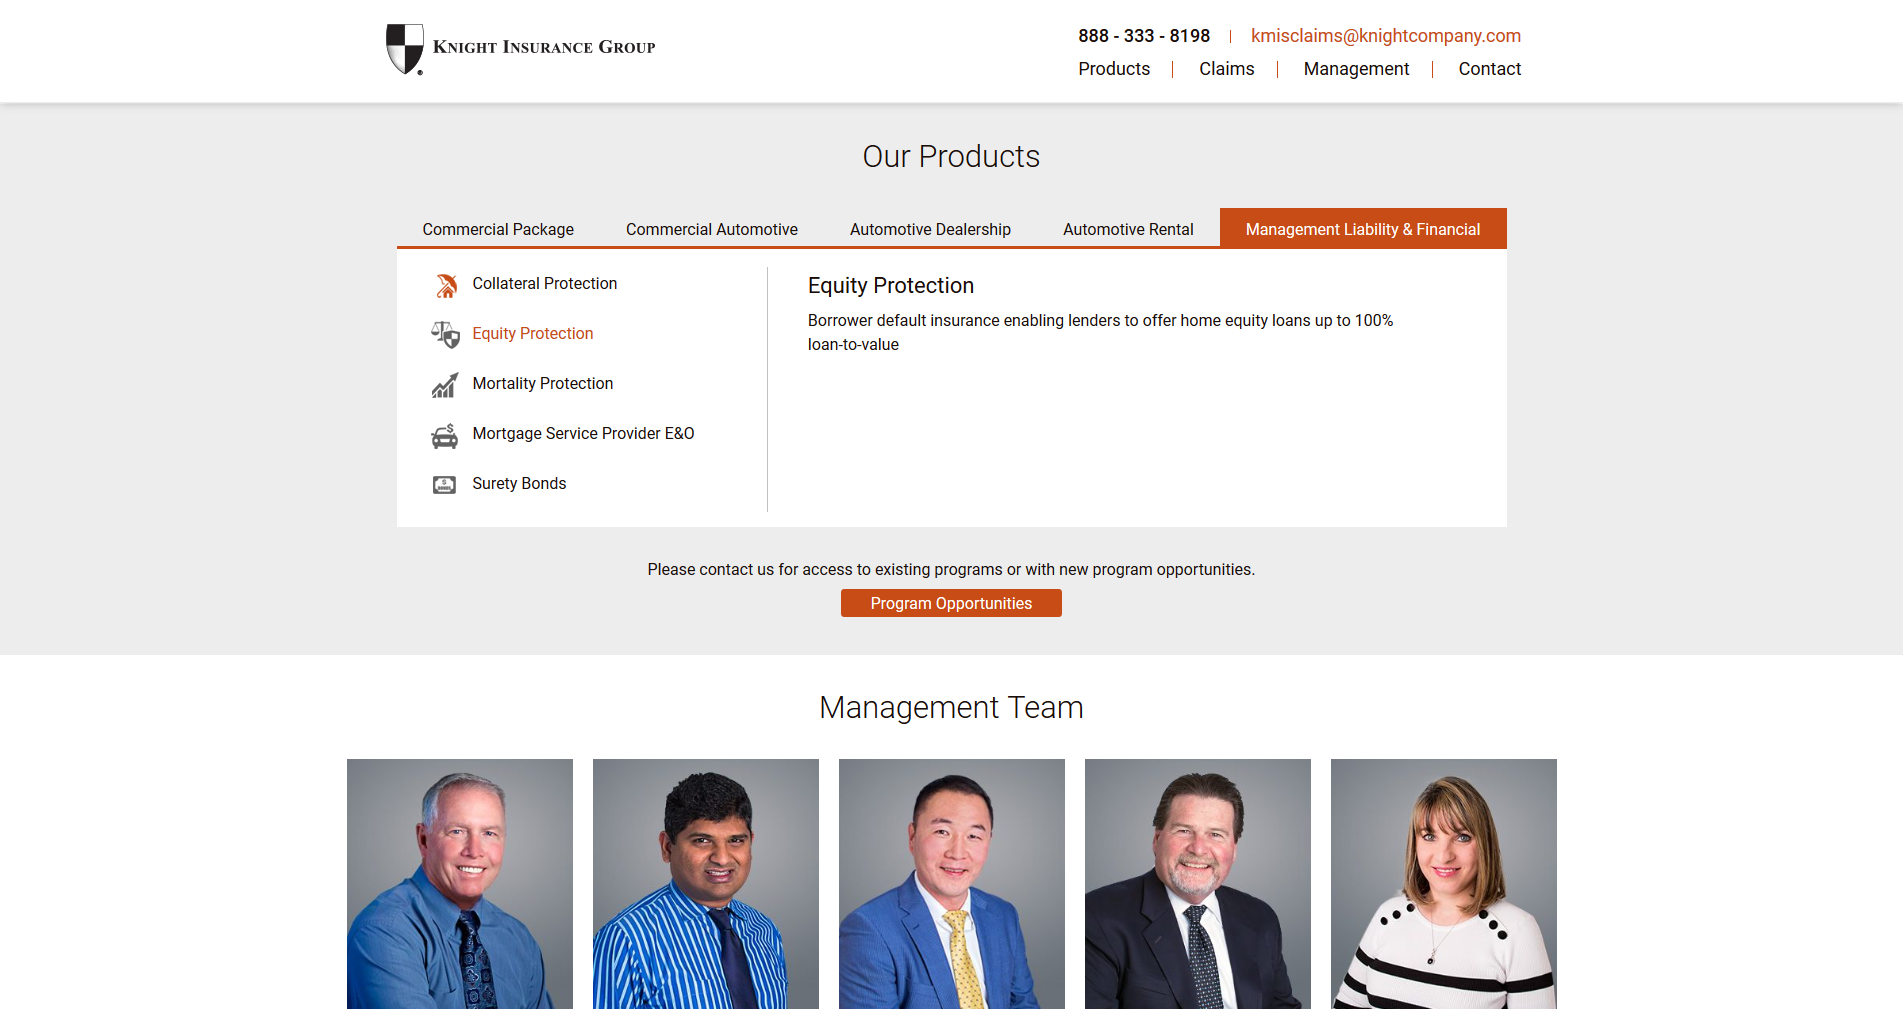 KNIGHT INSURANCE GROUP
888 - 333 - 8198
kmisclaims@knightcompany.com
Products
Claims
Management
Contact
Our Products
Commercial Package
Commercial Automotive
Automotive Dealership
Automotive Rental
Management Liability & Financial
Collateral Protection
Equity Protection
Mortality Protection
Mortgage Service Provider E&O
Surety Bonds
Equity Protection
Borrower default insurance enabling lenders to offer home equity loans up to 100%
loan-to-value
Please contact us for access to existing programs or with new program opportunities.
Program Opportunities
Management Team